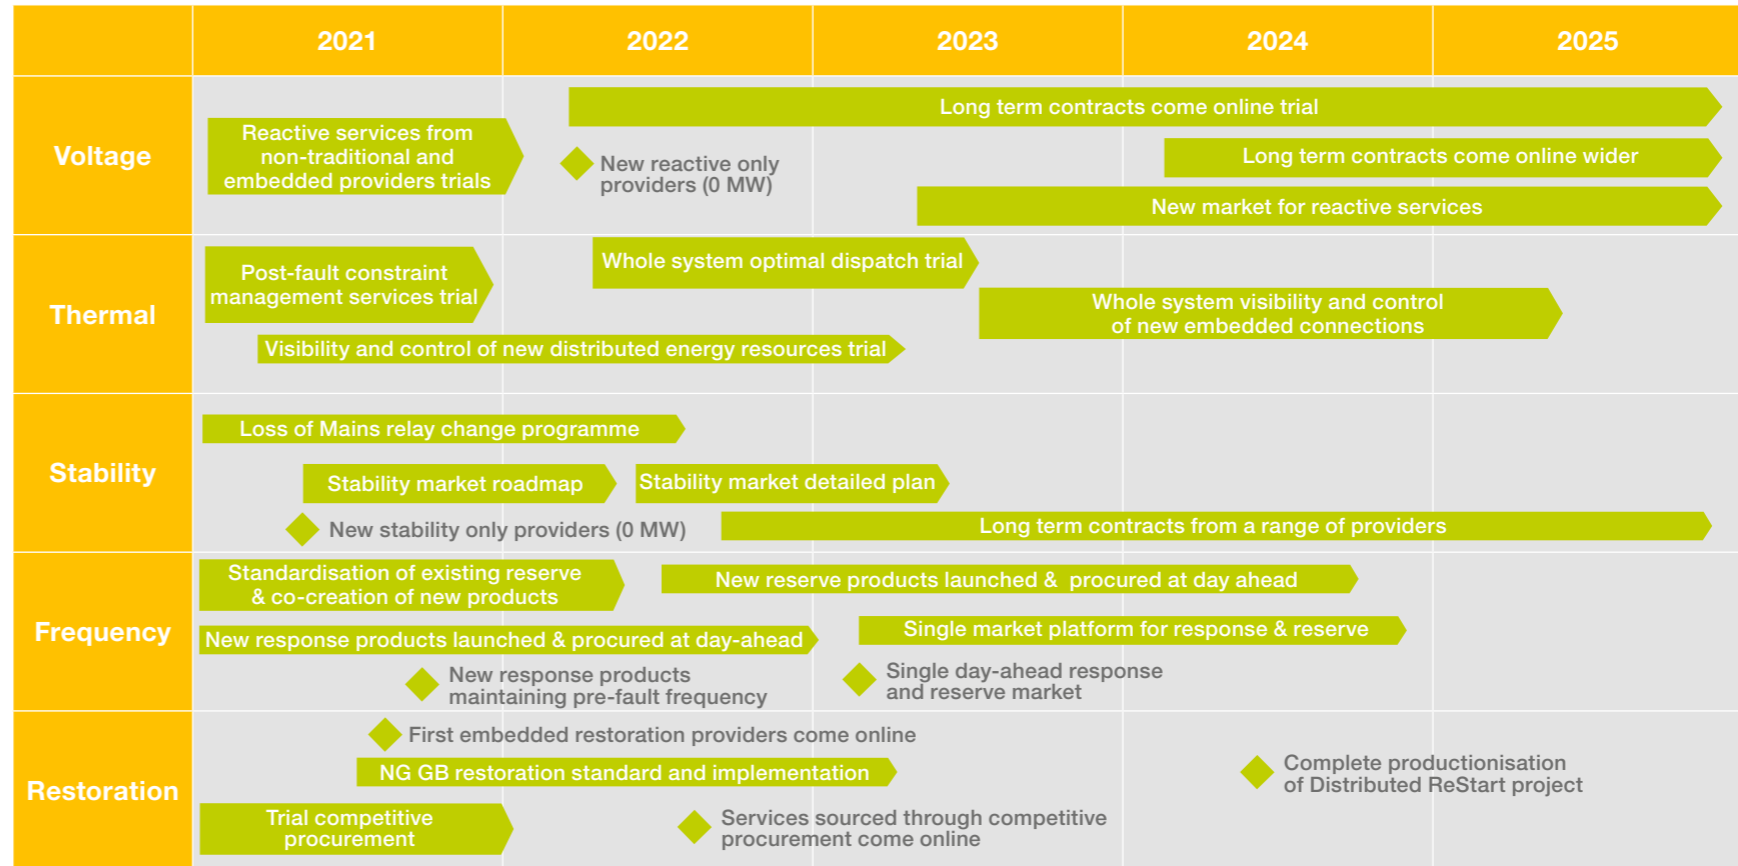 2021
2022
2023
2024
2025
Voltage
Long term contracts come online trial
Reactive services from
non-traditional and
embedded providers trials
New reactive only
providers (0 MW)
Long term contracts come online wider
New market for reactive services
Thermal
Post-fault constraint
management services trial
Whole system optimal dispatch trial
Whole system visibility and control
of new embedded connections
Visibility and control of new distributed energy resources trial
Stability
Loss of Mains relay change programme
Stability market roadmap
Stability market detailed plan
New stability only providers (0 MW)
Long term contracts from a range of providers
Frequency
Standardisation of existing reserve
& co-creation of new products
New reserve products launched & procured at day ahead
New response products launched & procured at day-ahead
Single market platform for response & reserve
New response products
maintaining pre-fault frequency
Single day-ahead response
and reserve market
Restoration
First embedded restoration providers come online
NG GB restoration standard and implementation
Complete productionisation
of Distributed ReStart project
Trial competitive
procurement
Services sourced through competitive
procurement come online